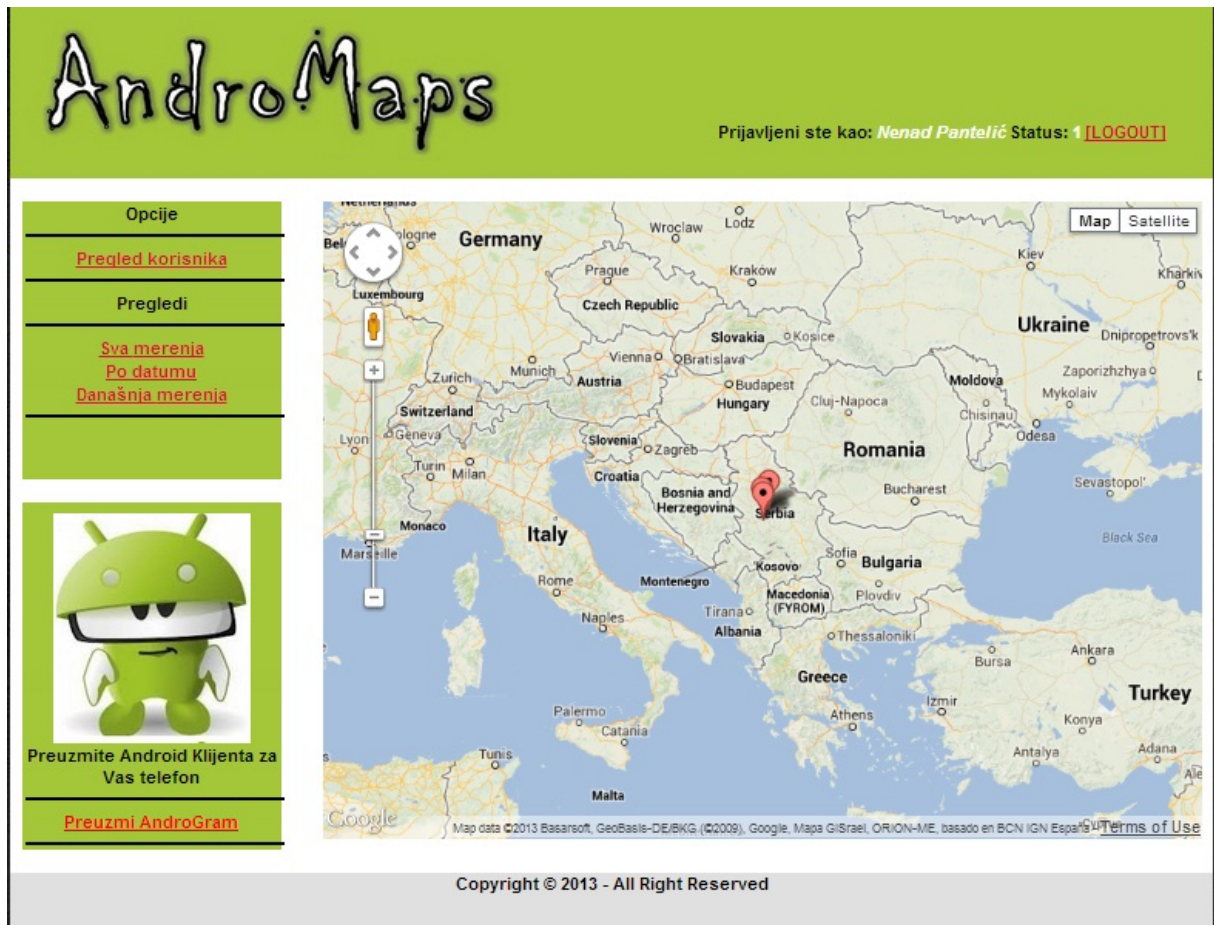 AndroMaps
Prijavljeni ste kao: Nenad Pantelić Status: 1 [LOGOUT]
Opcije
Pregled korisnika
Pregledi
Sva merenja
Po datumu
Današnja merenja
Preuzmite Android Klijenta za
Vas telefon
Preuzmi AndroGram
Map Satellite
Netherlands
Cologne
Germany
Wroclaw
Lodz
Kiev
Kharkiv
Prague
Kraków
Luxembourg
Czech Republic
Ukraine
Dnipropetrovs'k
Slovakia
Kosice
Vienna
Bratislava
Munich
Zurich
Austria
Budapest
Moldova
Zaporizhzhya
Mykolaiv
Switzerland
Hungary
Cluj-Napoca
Chisinau
Odesa
Lyon
Geneva
Slovenia
Zagreb
Romania
Turin
Milan
Croatia
Bosnia and
Herzegovina
Serbia
Bucharest
Sevastopol'
Monaco
Marseille
Italy
Black Sea
Sofia
Bulgaria
Kosovo
Rome
Montenegro
Macedonia
(FYROM)
Plovdiv
Naples
Tirana
Albania
Thessaloniki
Bursa
Ankara
Greece
Izmir
Turkey
Palermo
Athens
Konya
Catania
Tunis
Antalya
Adana
Malta
Cyprus
Google
Map data ©2013 Basarsoft, GeoBasis-DE/BKG (©2009), Google, Mapa GISrael, ORION-ME, basado en BCN IGN España - Terms of Use
Copyright © 2013 - All Right Reserved